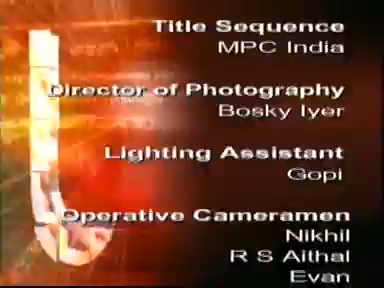 Title Sequence
MPC India
Director of Photography
Bosky Iyer
Lighting Assistant
Gopi
Operative Cameramen
Nikhil
R S Aithal
Evan